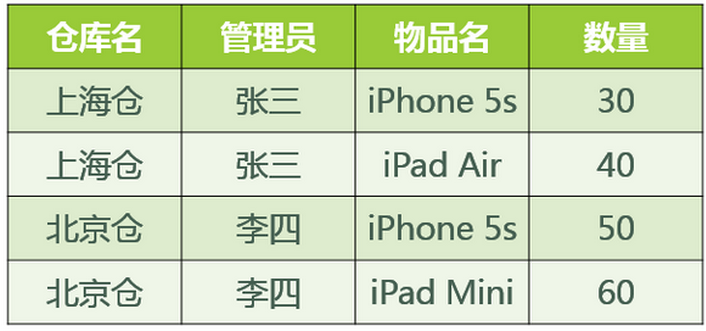 仓库名 管理员 物品名 数量
上海仓 张三 iPhone 5s 30
上海仓 张三 iPad Air 40
北京仓 李四 iPhone 5s 50
北京仓 李四 iPad Mini 60